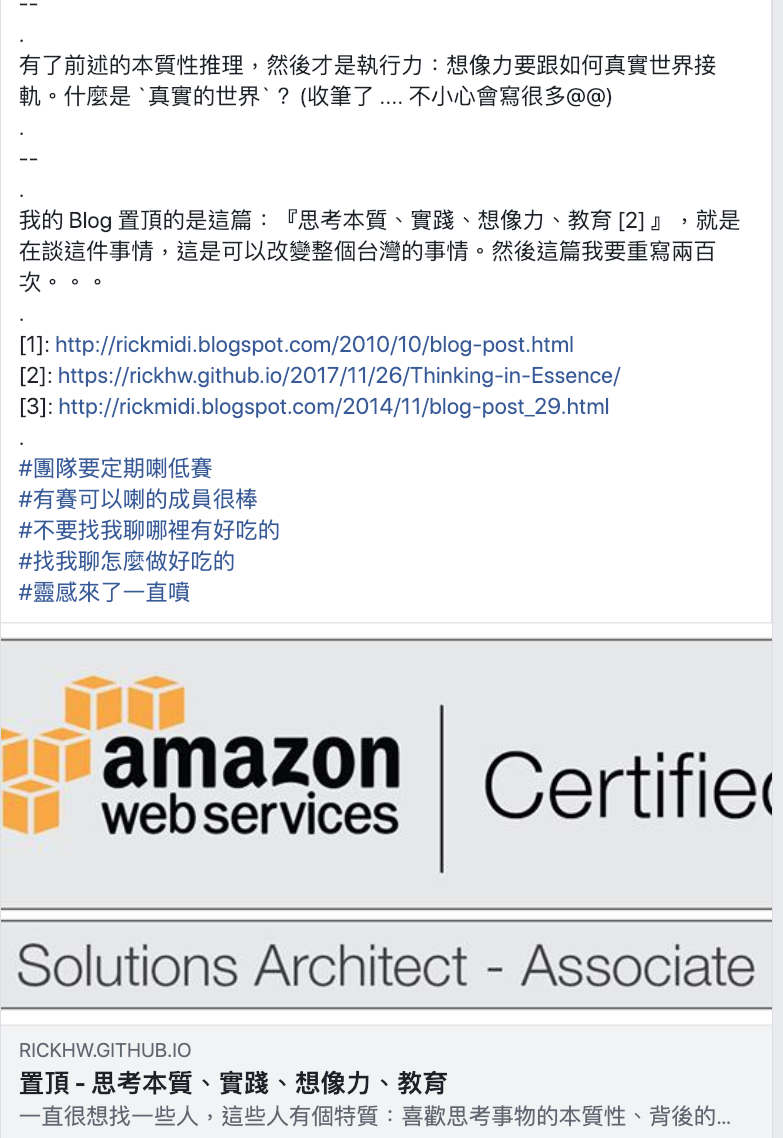 --
.
有了前述的本質性推理，然後才是執行力：想像力要跟如何真實世界接
軌。什麼是 `真實的世界`？ (收筆了 .... 不小心會寫很多@@)
.
--
.
我的 Blog 置頂的是這篇：『思考本質、實踐、想像力、教育 [2] 』，就是
在談這件事情，這是可以改變整個台灣的事情。然後這篇我要重寫兩百
次。。。
.
[1]: http://rickmidi.blogspot.com/2010/10/blog-post.html
[2]: https://rickhw.github.io/2017/11/26/Thinking-in-Essence/
[3]: http://rickmidi.blogspot.com/2014/11/blog-post_29.html
.
#團隊要定期喇低賽
#有賽可以喇的成員很棒
#不要找我聊哪裡有好吃的
#找我聊怎麼做好吃的
#靈感來了一直噴
amazon
web services
Certified
Solutions Architect - Associate
RICKHW.GITHUB.IO
置頂 - 思考本質、實踐、想像力、教育
一直很想找一些人，這些人有個特質：喜歡思考事物的本質性、背後的...